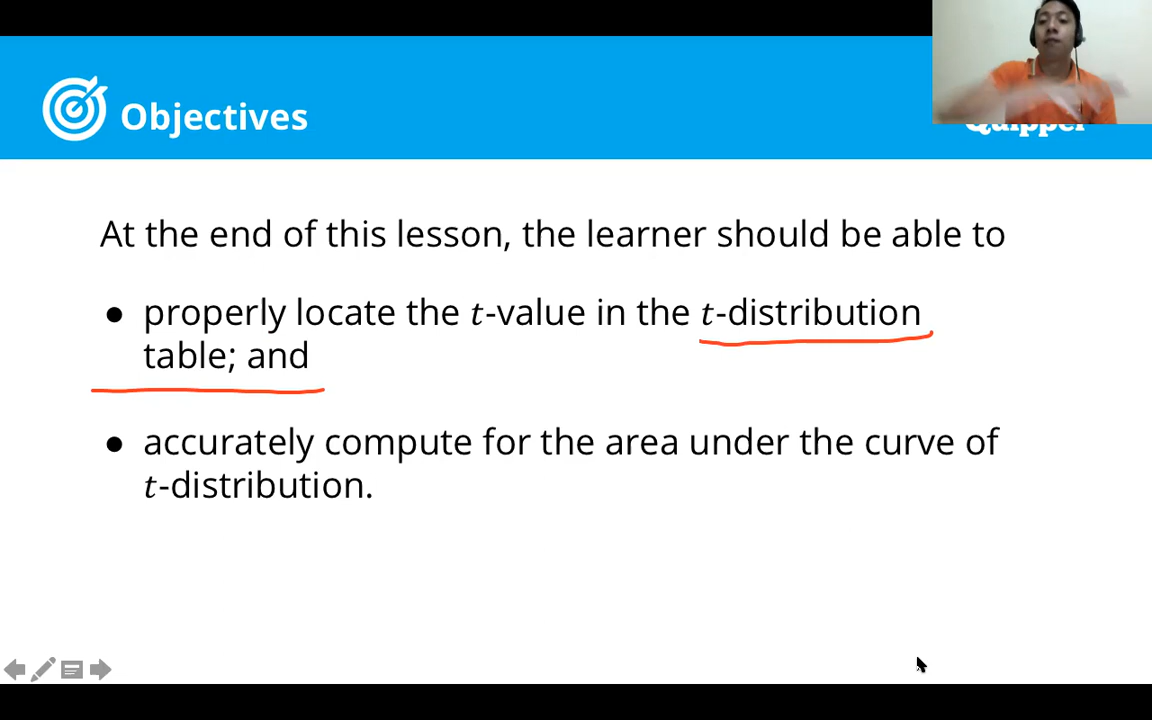 Objectives
Quipper
At the end of this lesson, the learner should be able to
● properly locate the t-value in the t-distribution
table; and
● accurately compute for the area under the curve of
t-distribution.